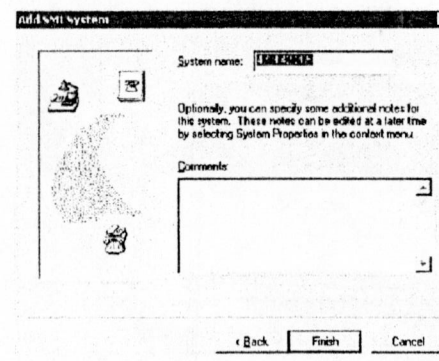 Add SMI System
System name:
Optionally, you can specify some additional notes for
this system. These notes can be edited at a later time
by selecting System Properties in the context menu.
Comments:
< Back Finish Cancel